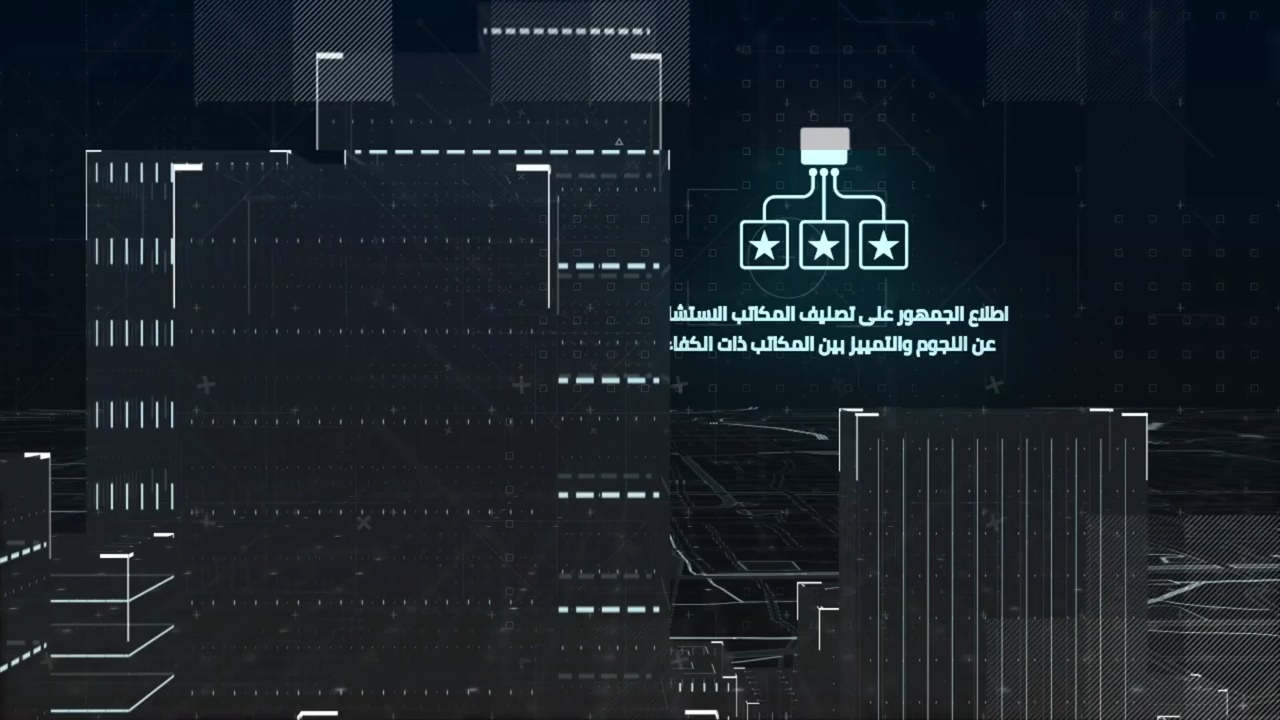 اطلاع الجمهور على تصنيف المكاتب
عن النجوم والتمييز بين المكاتب ذات